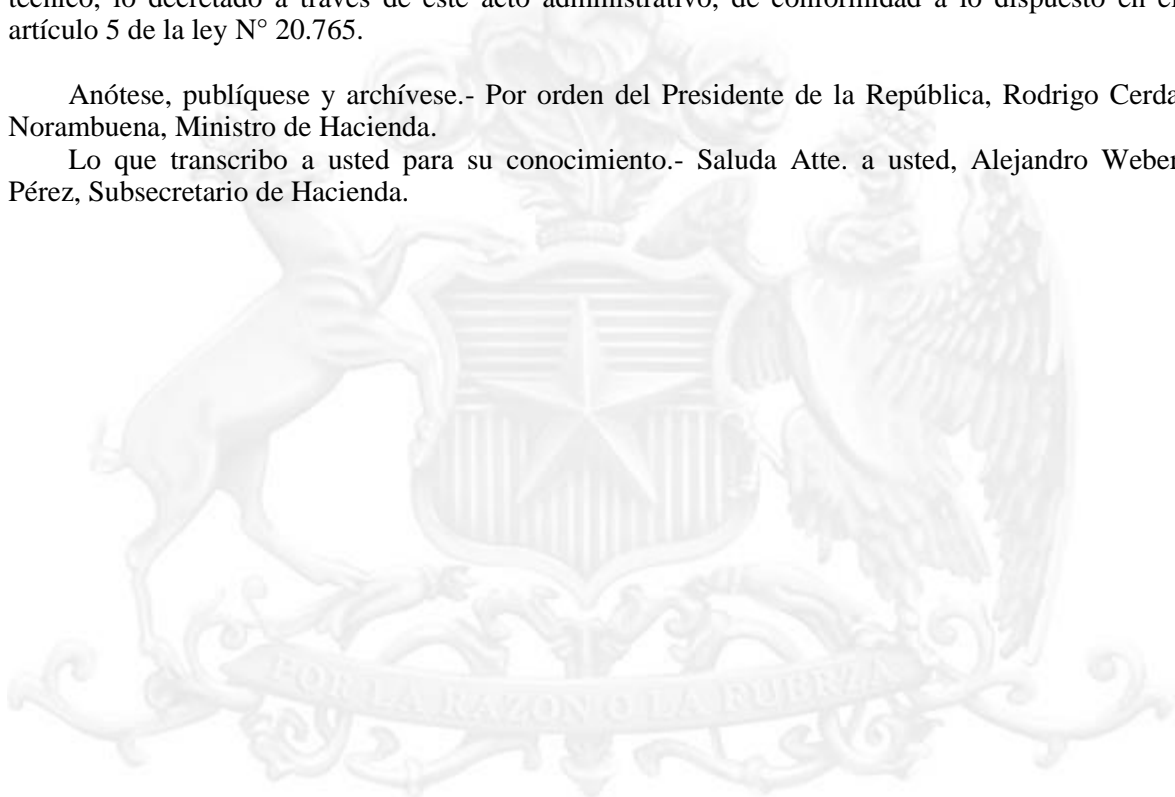 técnico, lo decretado a través de este acto administrativo, de conformidad a lo dispuesto en el
artículo 5 de la ley N° 20.765.
Anótese, publíquese y archívese.- Por orden del Presidente de la República, Rodrigo Cerda
Norambuena, Ministro de Hacienda.
Lo que transcribo a usted para su conocimiento.- Saluda Atte. a usted, Alejandro Weber
Pérez, Subsecretario de Hacienda.
POR LA RAZON O LA FUERZA